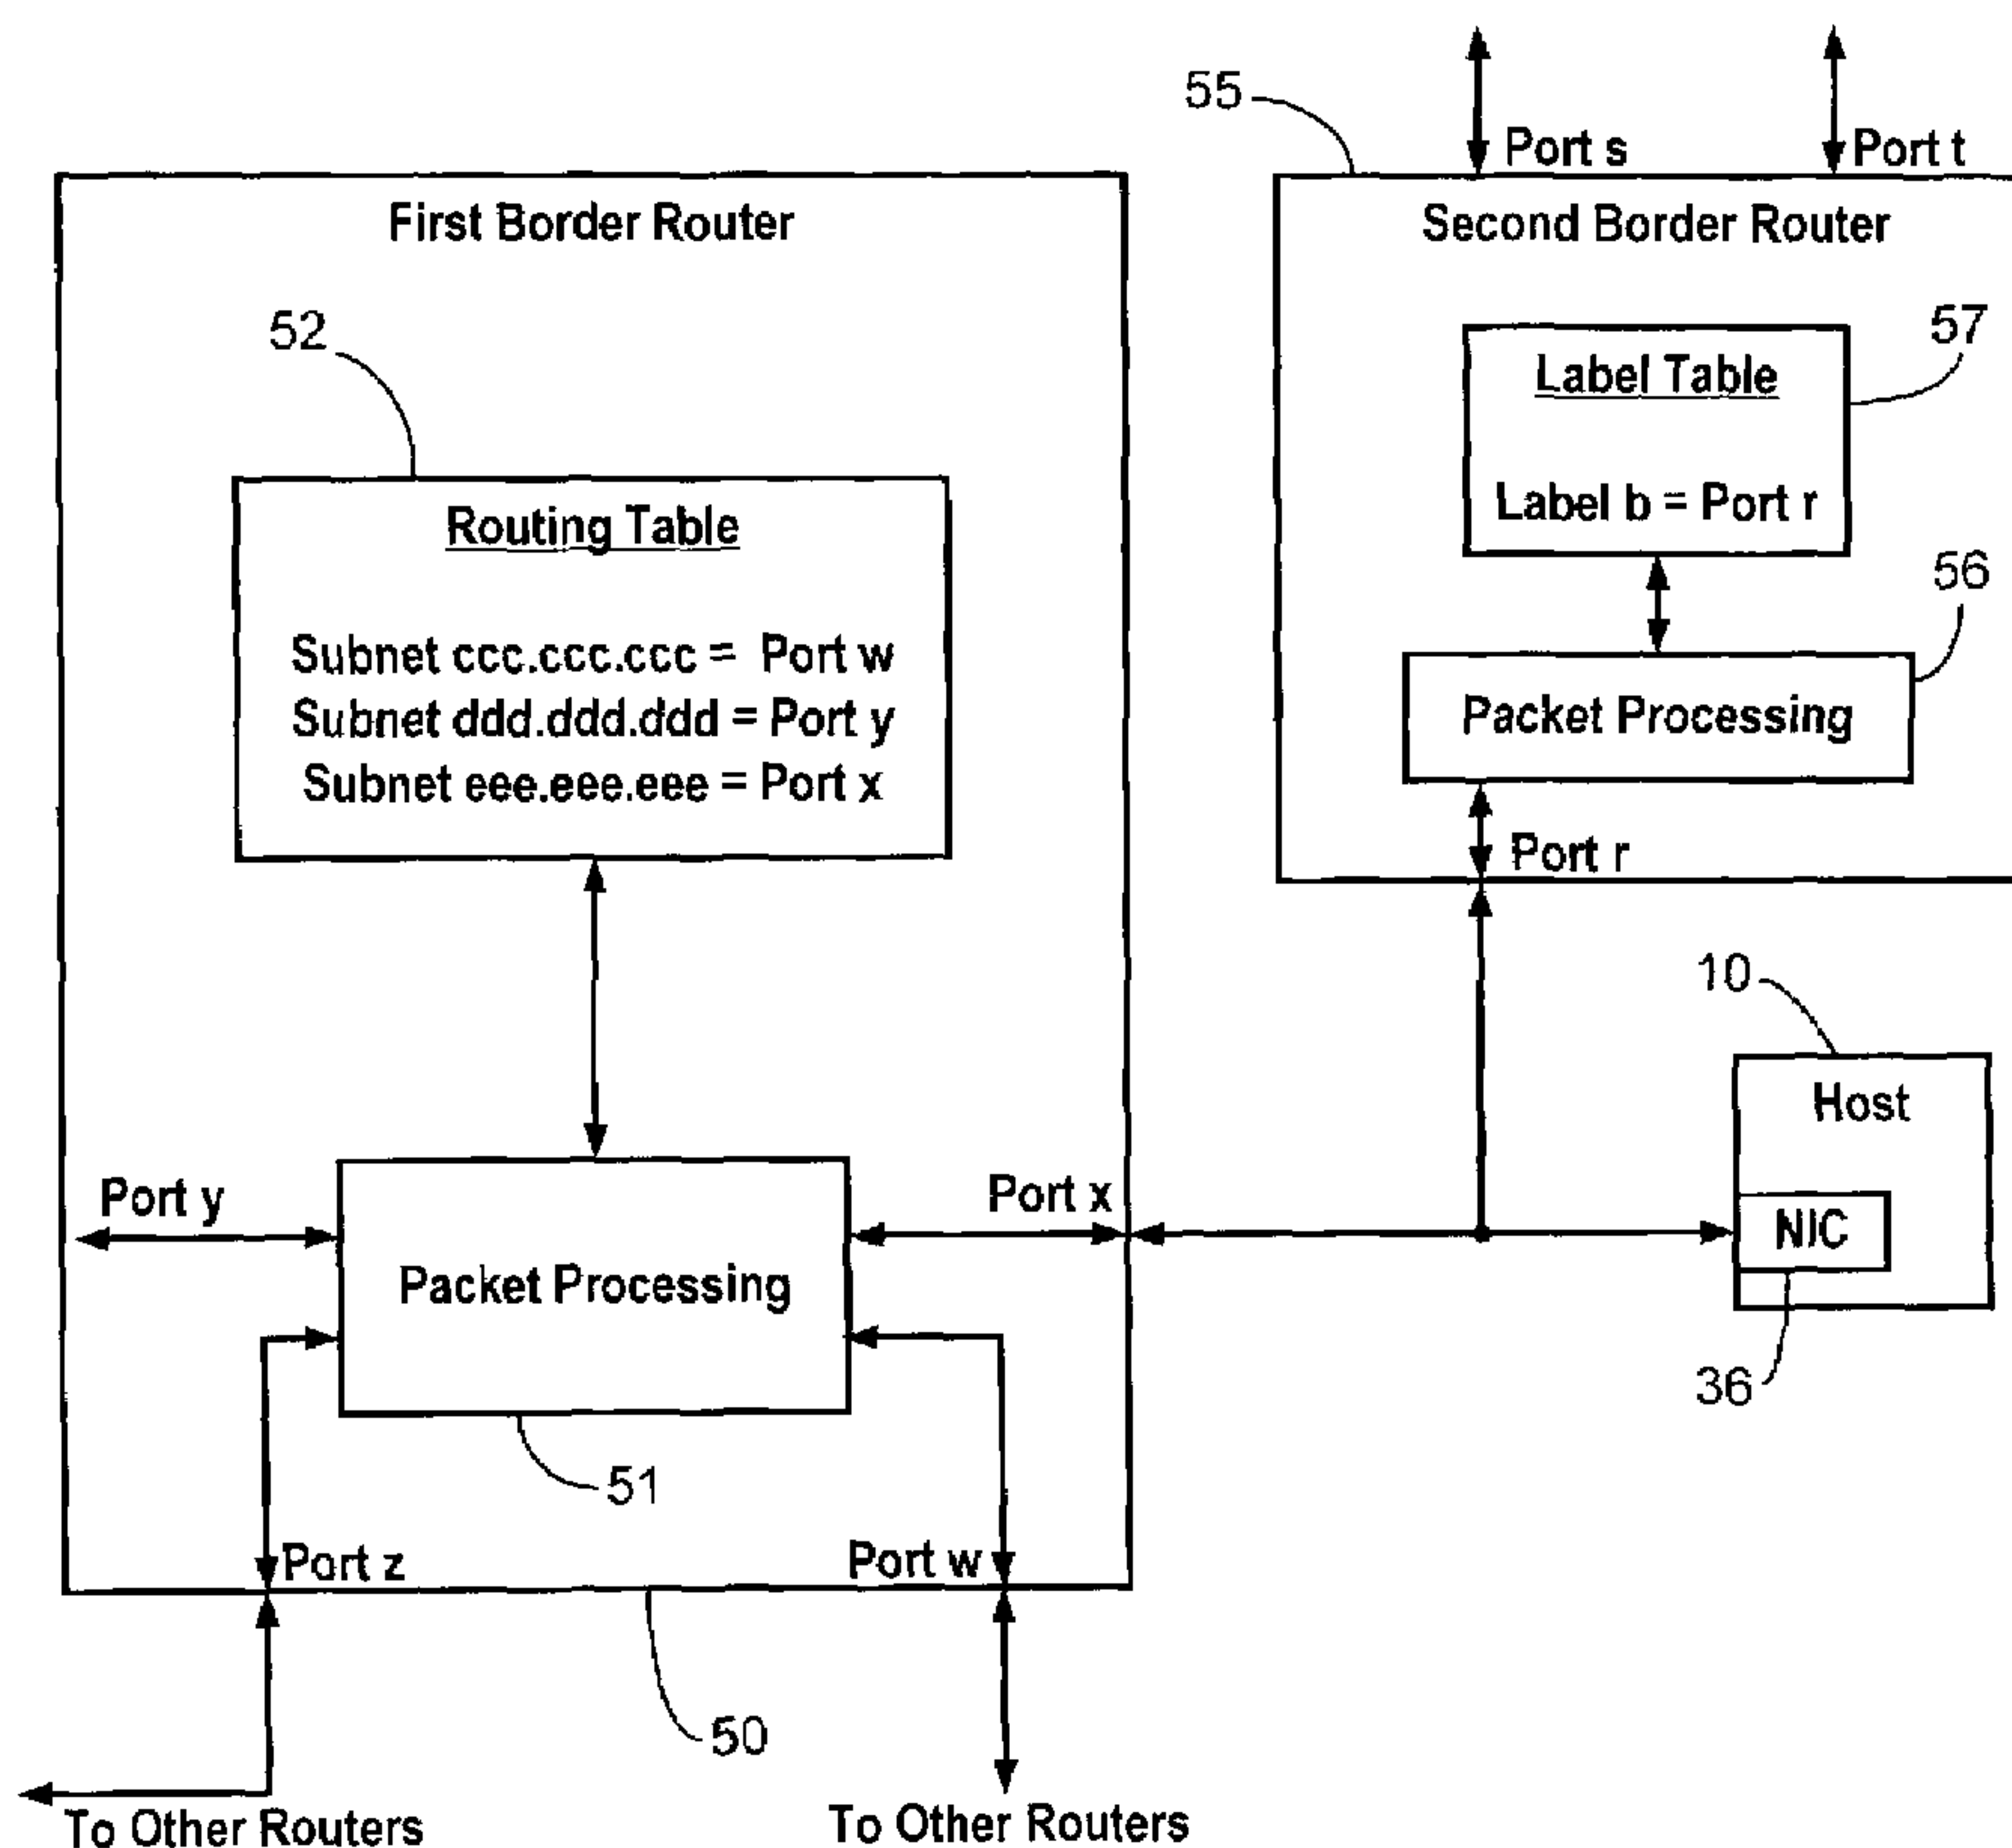 55
Port s
Port t
First Border Router
Second Border Router
52
57
Label Table
Label b = Port r
Routing Table
Subnet ccc.ccc.ccc = Port w
Subnet ddd.ddd.ddd = Port y
Subnet eee.eee.eee = Port x
56
Packet Processing
Port r
10
Host
NIC
36
Port y
Port x
Packet Processing
51
Port z
Port w
50
To Other Routers
To Other Routers